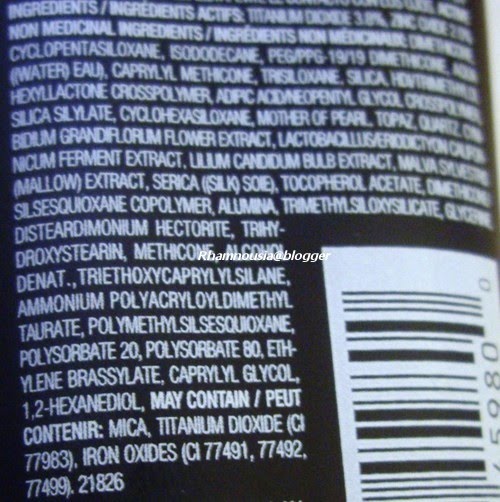 INGREDIENTS / INGRÉDIENTS ACTIFS: TITANIUM DIOXIDE 3.8%, ZINC OXIDE 2
NON MEDICINAL INGREDIENTS / INGRÉDIENTS NON MÉDICINALES: DIMETHICONE,
CYCLOPENTASILOXANE, ISODODECANE, PEG/PPG-19/19 DIMETHICONE,
((WATER) EAU), CAPRYLYL METHICONE, TRISILOXANE, SILICA,
HEXYLLACTONE CROSSPOLYMER, ADIPIC ACID/NEOPENTYL GLYCOL
SILICA SILYLATE, CYCLOHEXASILOXANE, MOTHER OF PEARL, TOPAZ, QUARTZ,
BIDIUM GRANDIFLORUM FLOWER EXTRACT, LACTOBACILLUS/ERIODICTYON CALIFOR-
NICUM FERMENT EXTRACT, LILIUM CANDIDUM BULB EXTRACT, MALVA
(MALLOW) EXTRACT, SERICA ((SILK) SOIE), TOCOPHEROL ACETATE,
SILSESQUIOXANE COPOLYMER, ALUMINA, TRIMETHYLSILOXYSILICATE,
DISTEARDIMONIUM HECTORITE, TRIHY-
DROXYSTEARIN, METHICONE, ALCOHOL
Rhamnousia@blogger
DENAT., TRIETHOXYCAPRYLYLSILANE,
AMMONIUM POLYACRYLOYLDIMETHYL
TAURATE, POLYMETHYLSILSESQUIOXANE,
POLYSORBATE 20, POLYSORBATE 80, ETH-
YLENE BRASSYLATE, CAPRYLYL GLYCOL,
1,2-HEXANEDIOL, MAY CONTAIN / PEUT
CONTENIR: MICA, TITANIUM DIOXIDE (CI
77983), IRON OXIDES (CI 77491, 77492,
77499). 21826